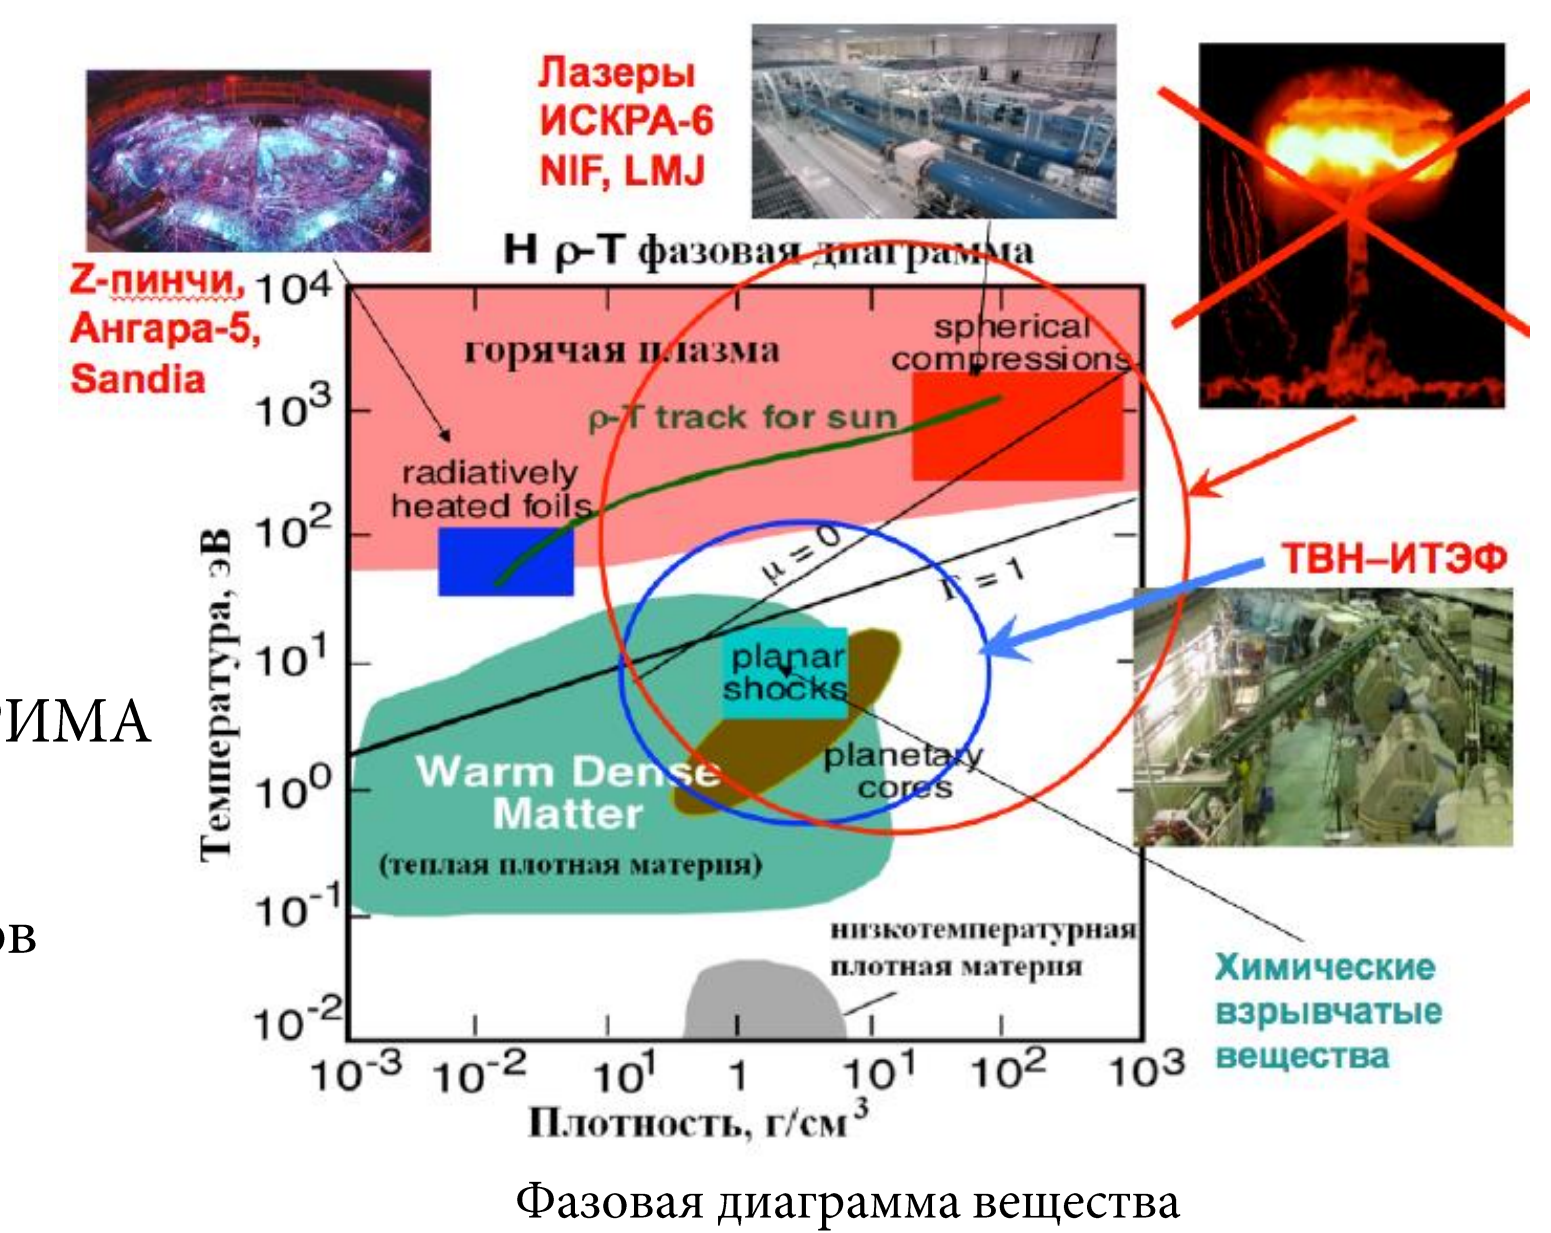 Лазеры
ИСКРА-6
NIF, LMJ
H ρ-T фазовая диаграмма
Z-пинчи,
Ангара-5,
Sandia
10⁴
10³
10²
10¹
10⁰
10⁻¹
10⁻²
Температура, эВ
горячая плазма
spherical
compressions
ρ-T track for sun
radiatively
heated foils
μ = 0
Γ = 1
ТВН–ИТЭФ
planar
shocks
planetary
cores
Warm Dense
Matter
(теплая плотная материя)
РИМА
ов
низкотемпературная
плотная материя
Химические
взрывчатые
вещества
10⁻³ 10⁻² 10¹ 1 10¹ 10² 10³
Плотность, г/см³
Фазовая диаграмма вещества